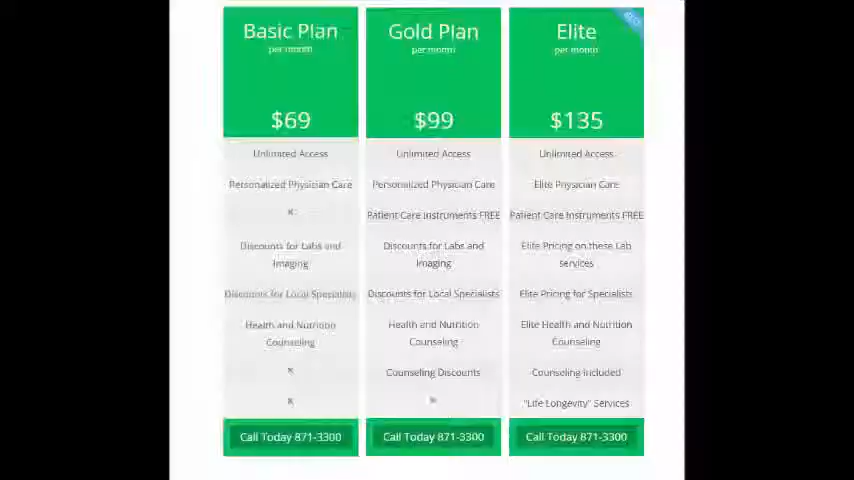 Basic Plan
per month
$69
Unlimited Access
Personalized Physician Care
×
Discounts for Labs and
Imaging
Discounts for Local Specialists
Health and Nutrition
Counseling
×
×
Call Today 871-3300
Gold Plan
per month
$99
Unlimited Access
Personalized Physician Care
Patient Care Instruments FREE
Discounts for Labs and
Imaging
Discounts for Local Specialists
Health and Nutrition
Counseling
Counseling Discounts
×
Call Today 871-3300
Elite
per month
$135
Unlimited Access
Elite Physician Care
Patient Care Instruments FREE
Elite Pricing on these Lab
services
Elite Pricing for Specialists
Elite Health and Nutrition
Counseling
Counseling Included
"Life Longevity" Services
Call Today 871-3300